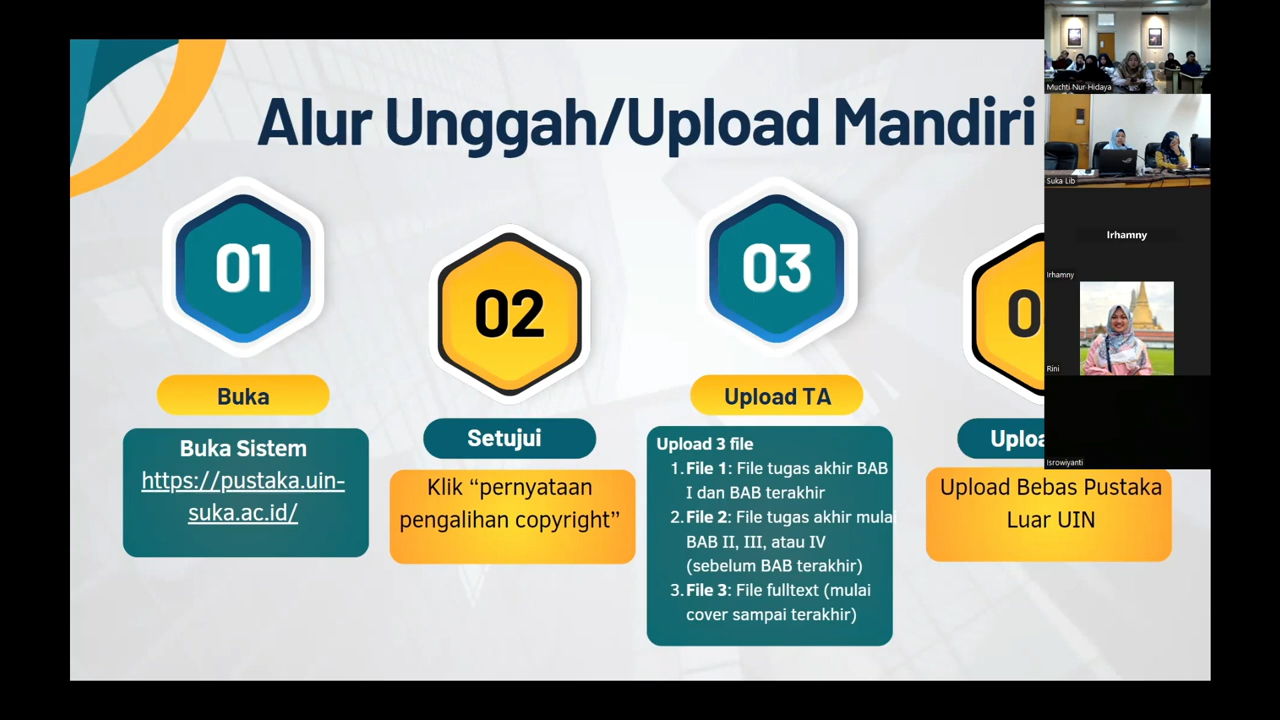 Alur Unggah/Upload Mandiri
01
Buka
Buka Sistem
https://pustaka.uin-
suka.ac.id/
02
Setujui
Klik “pernyataan
pengalihan copyright”
03
Upload TA
Upload 3 file
1. File 1: File tugas akhir BAB
I dan BAB terakhir
2. File 2: File tugas akhir mula
BAB II, III, atau IV
(sebelum BAB terakhir)
3. File 3: File fulltext (mulai
cover sampai terakhir)
0
Uploa
Upload Bebas Pustaka
Luar UIN
Muchti Nur Hidaya
Suka Lib
Irhamny
Irhamny
Rini
Isrowiyanti